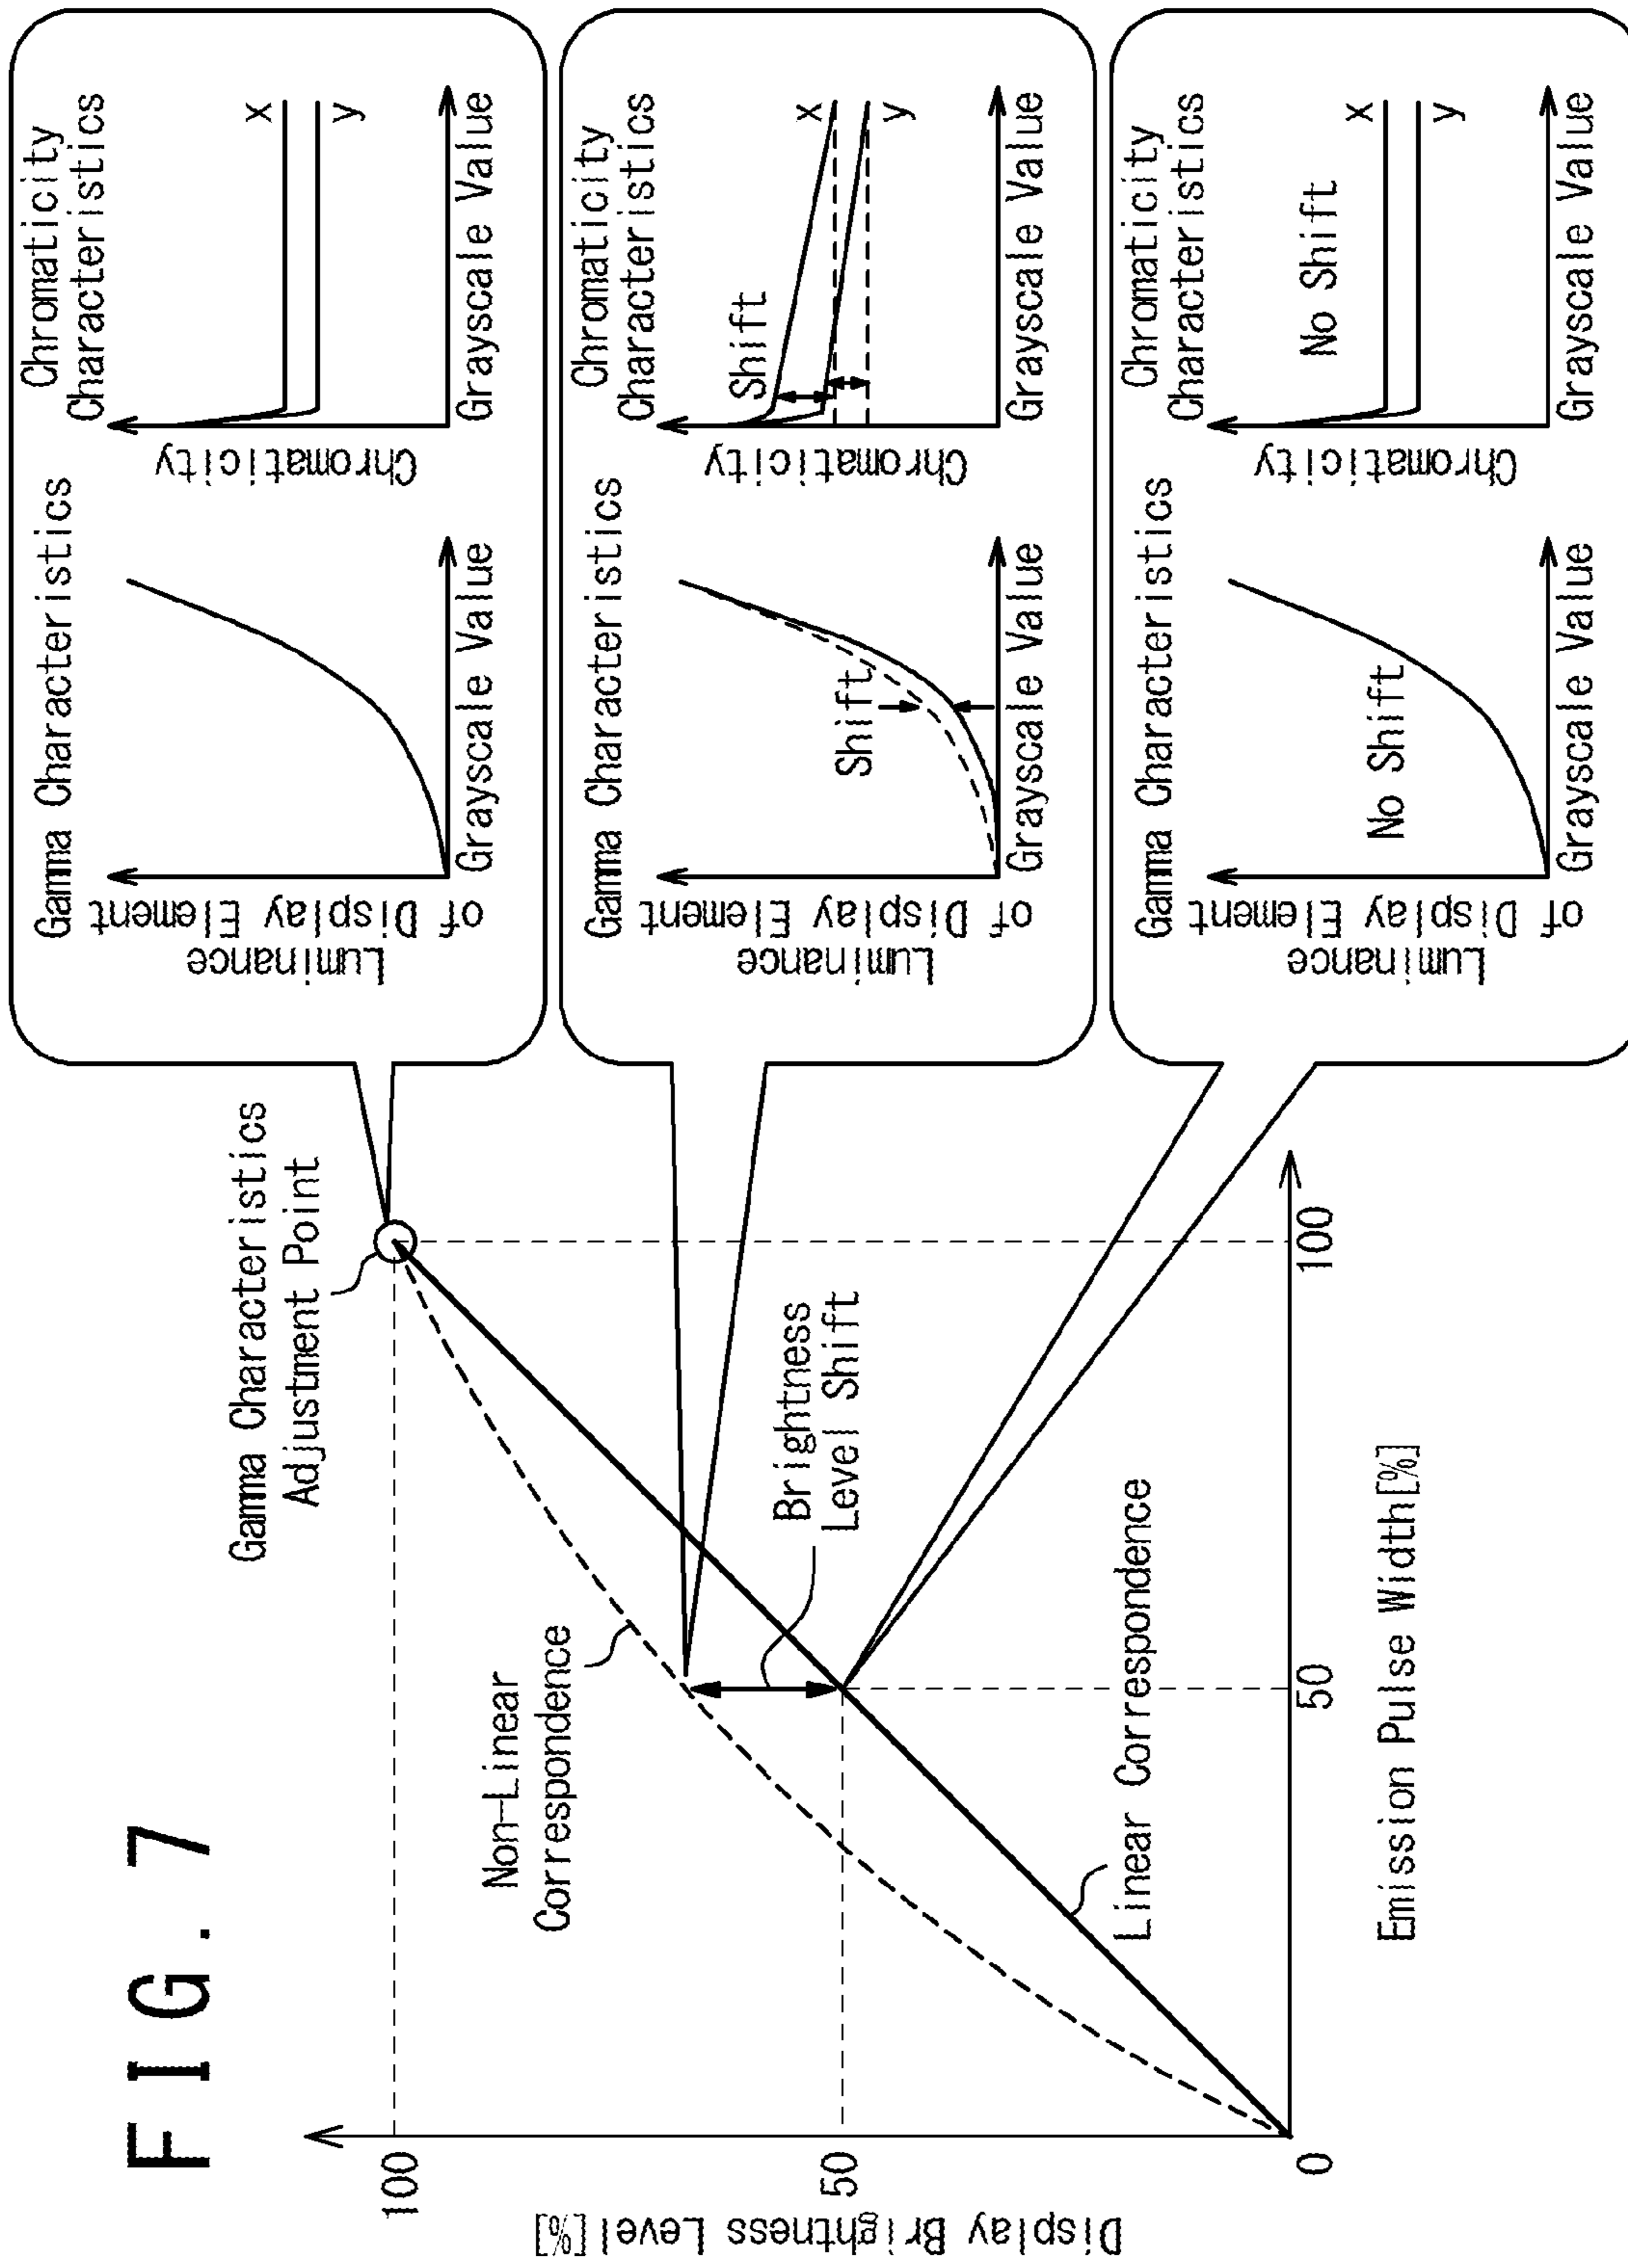 FIG. 7
Display Brightness Level [%]
100
50
0
50
100
Emission Pulse Width[%]
Non-Linear
Correspondence
Linear Correspondence
Brightness
Level Shift
Gamma Characteristics
Adjustment Point
Gamma Characteristics
Luminance
of Display Element
Grayscale Value
Chromaticity
Characteristics
Chromaticity
x
y
Grayscale Value
Gamma Characteristics
Luminance
of Display Element
Shift
Grayscale Value
Chromaticity
Characteristics
Chromaticity
Shift
x
y
Grayscale Value
Gamma Characteristics
Luminance
of Display Element
No Shift
Grayscale Value
Chromaticity
Characteristics
Chromaticity
No Shift
x
y
Grayscale Value